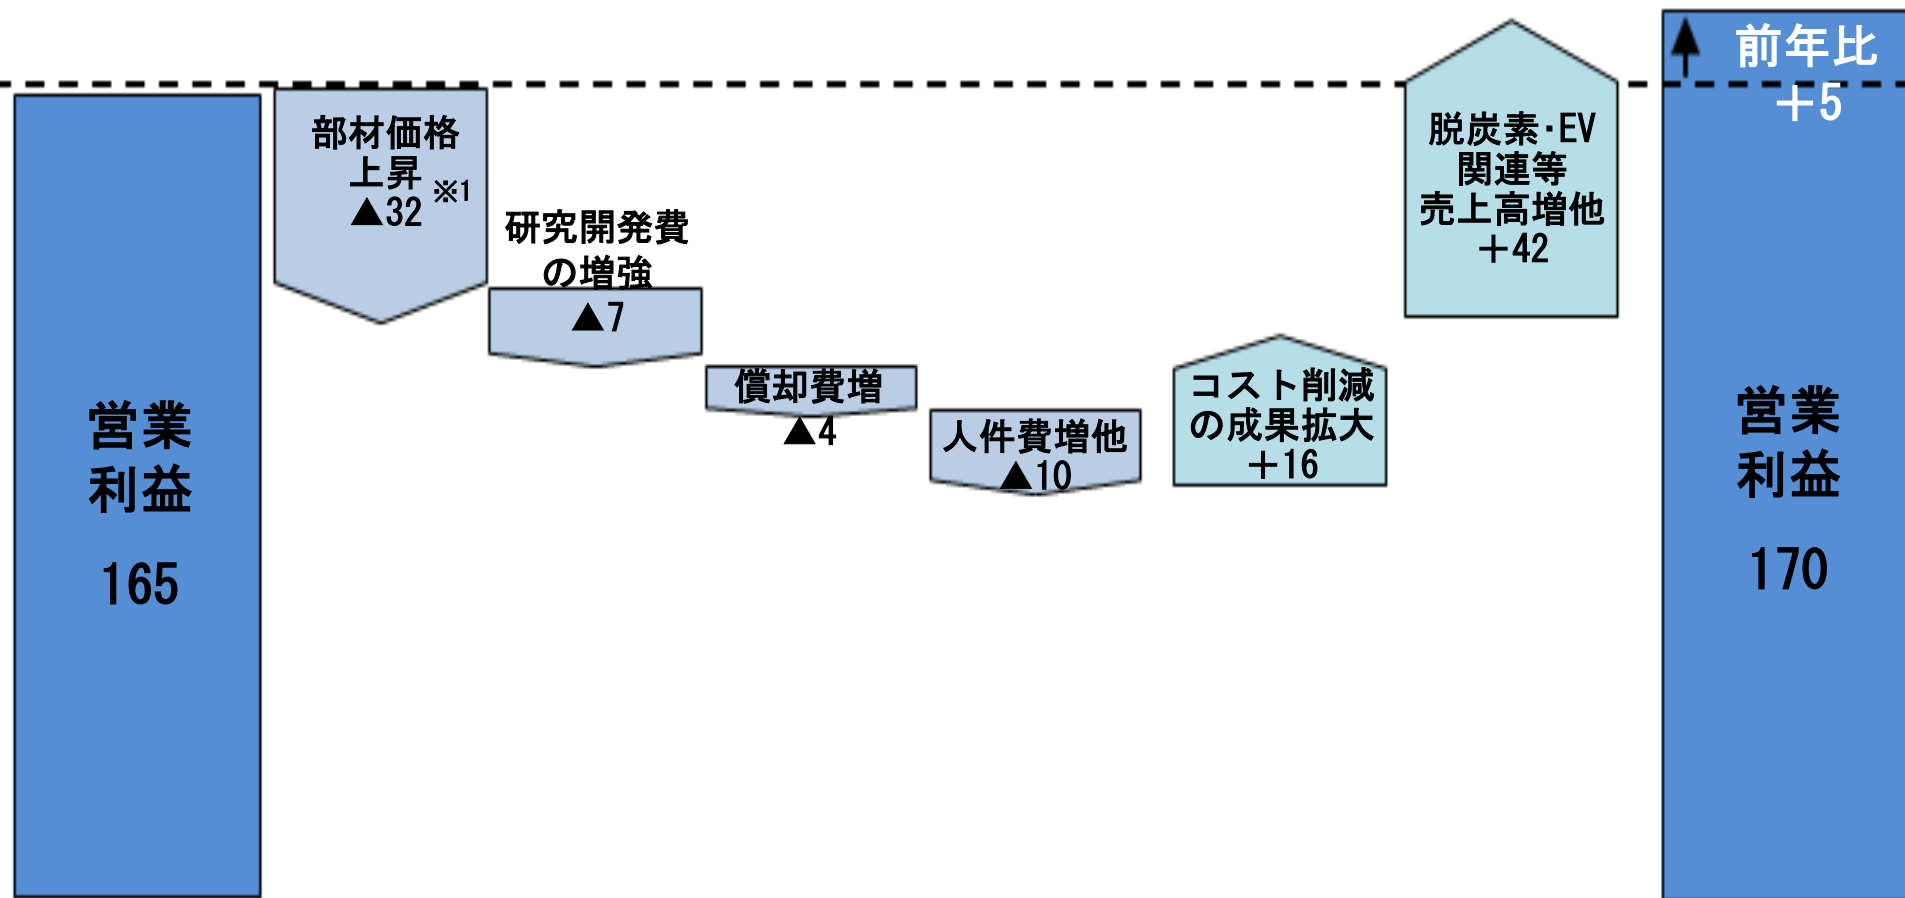 営業
利益
165
部材価格
上昇 ※1
▲32
研究開発費
の増強
▲7
償却費増
▲4
人件費増他
▲10
コスト削減
の成果拡大
＋16
脱炭素・EV
関連等
売上高増他
＋42
前年比
＋5
営業
利益
170